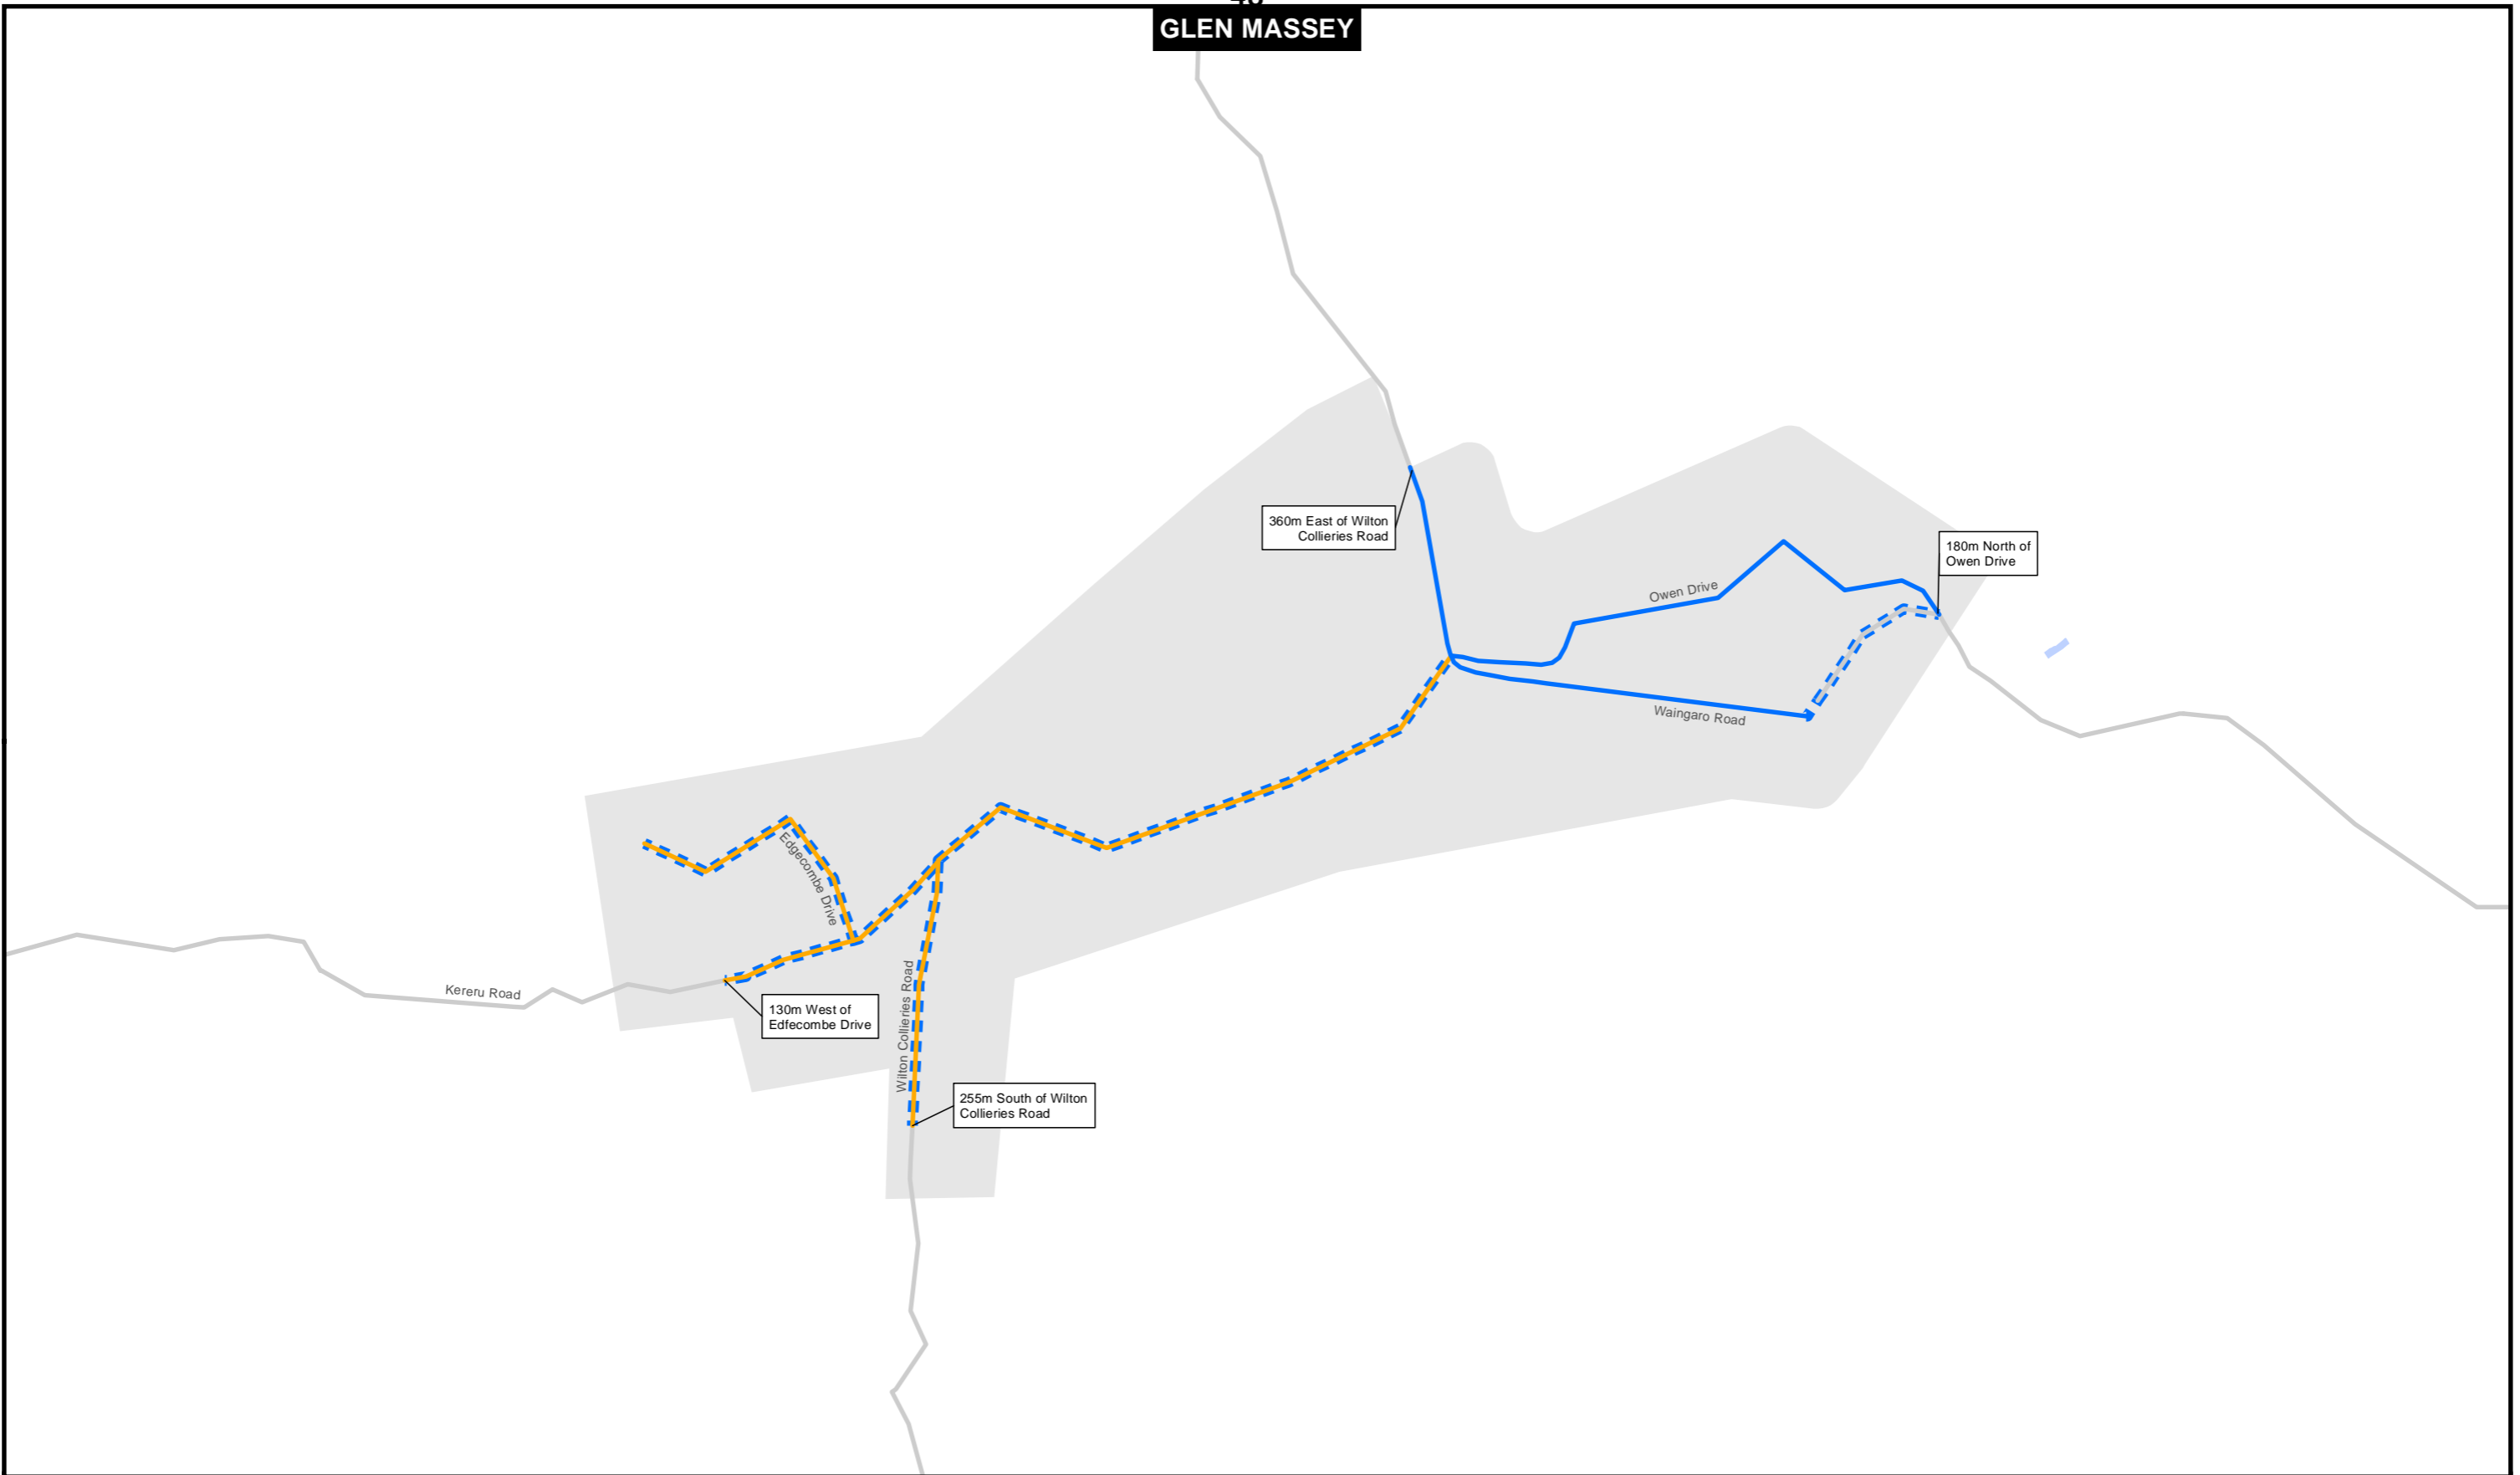 GLEN MASSEY
360m East of Wilton
Collieries Road
180m North of
Owen Drive
Owen Drive
Waingaro Road
Edgecombe Drive
Kereru Road
130m West of
Edfecombe Drive
Wilton Collieries Road
255m South of Wilton
Collieries Road